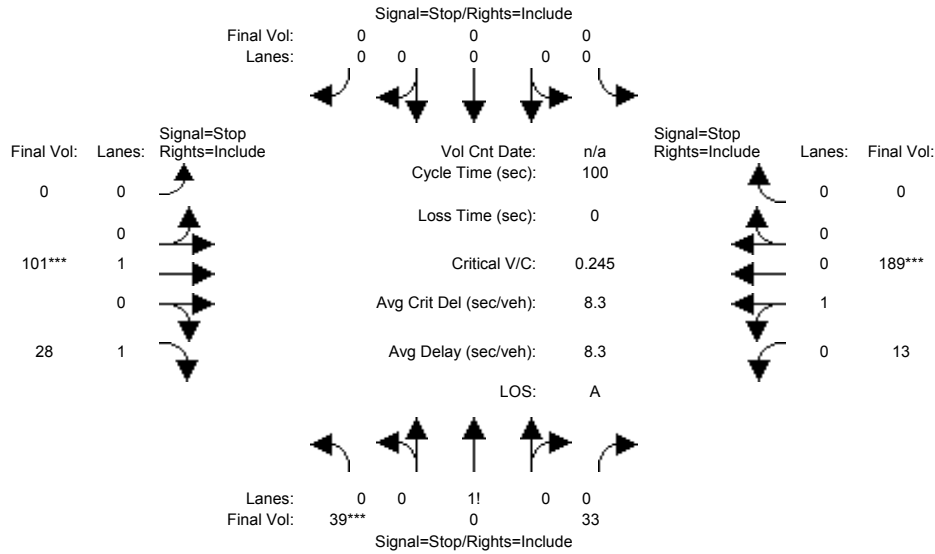 Signal=Stop/Rights=Include
Final Vol: 0 0 0
Lanes: 0 0 0 0 0
Signal=Stop
Final Vol: Lanes: Rights=Include
Vol Cnt Date: n/a
Signal=Stop
Rights=Include Lanes: Final Vol:
Cycle Time (sec): 100
0 0
0 0
Loss Time (sec): 0
0
0
101*** 1
Critical V/C: 0.245
0 189***
0
Avg Crit Del (sec/veh): 8.3
1
28 1
Avg Delay (sec/veh): 8.3
0 13
LOS: A
Lanes: 0 0 1! 0 0
Final Vol: 39*** 0 33
Signal=Stop/Rights=Include